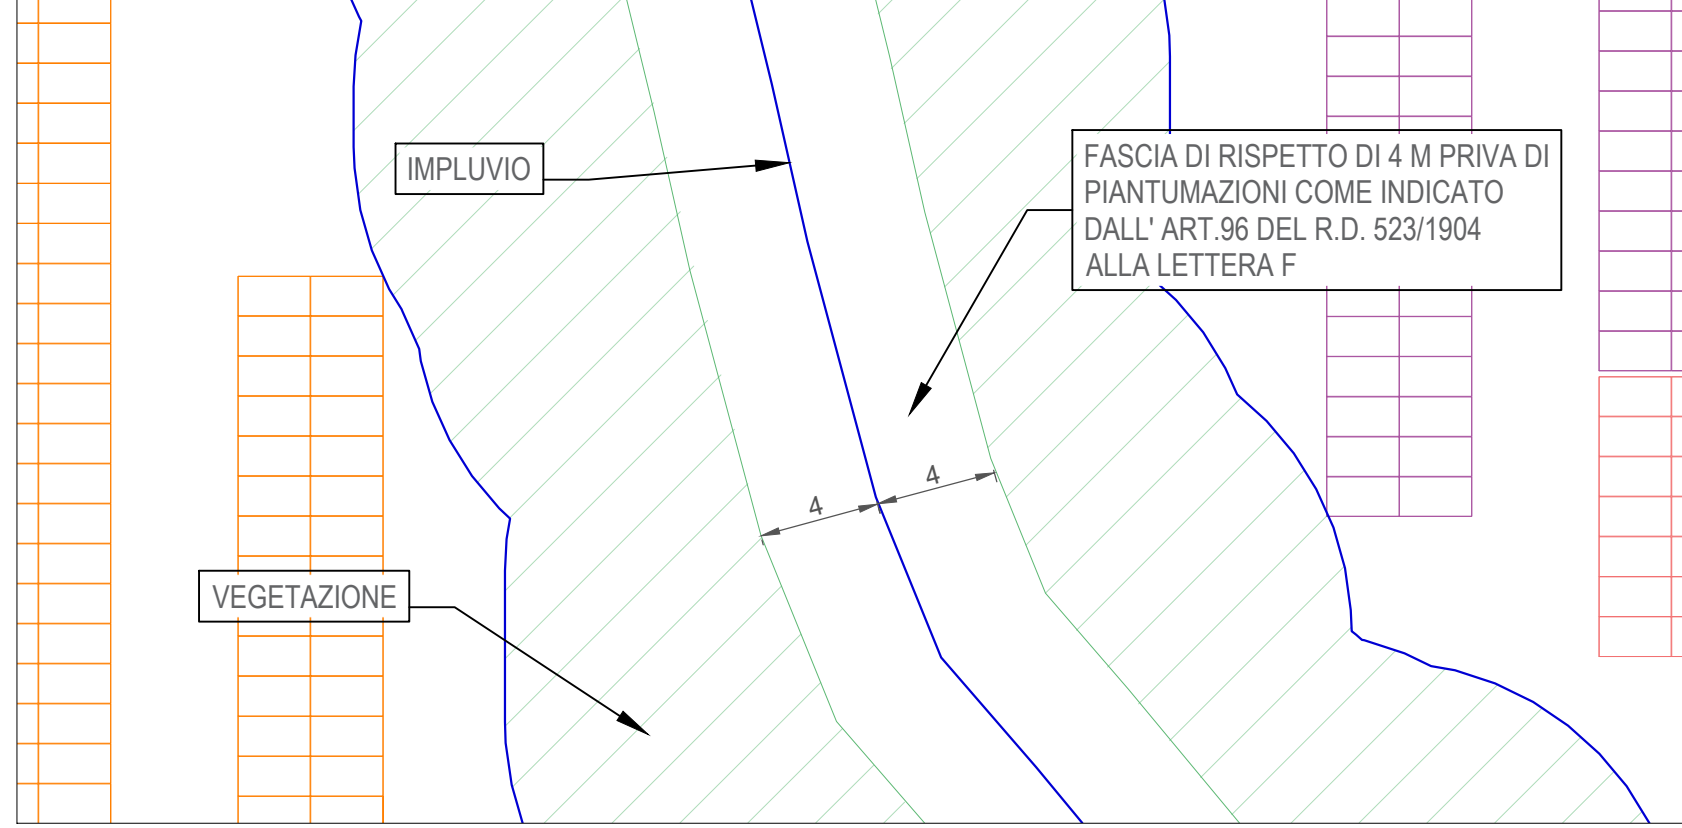 IMPLUVIO
FASCIA DI RISPETTO DI 4 M PRIVA DI
PIANTUMAZIONI COME INDICATO
DALL' ART.96 DEL R.D. 523/1904
ALLA LETTERA F
4
4
VEGETAZIONE